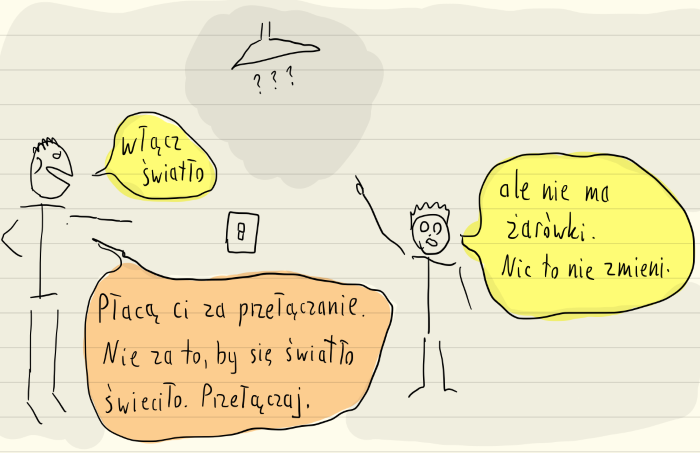 ? ? ?
włącz
światło
ale nie ma
żarówki.
Nic to nie zmieni.
Płacą ci za przełączanie.
Nie za to, by się światło
świeciło. Przełączaj.